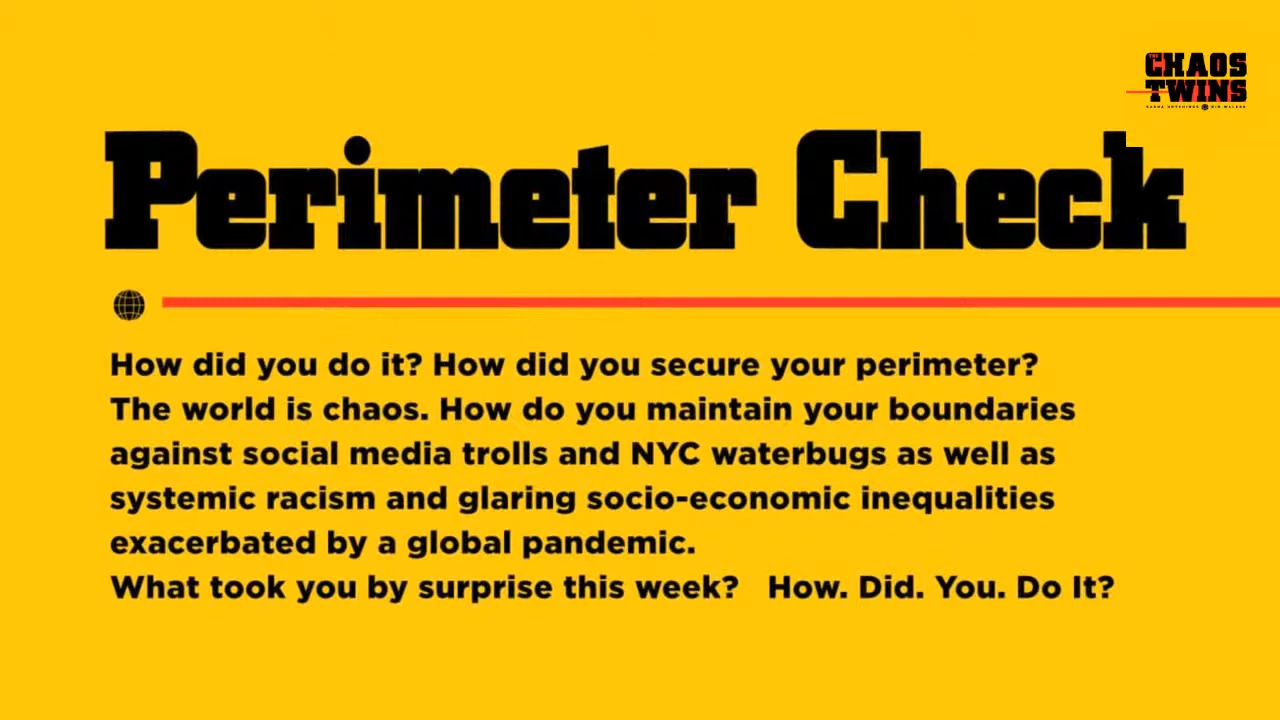 THE
CHAOS
TWINS
Perimeter Check
How did you do it? How did you secure your perimeter?
The world is chaos. How do you maintain your boundaries
against social media trolls and NYC waterbugs as well as
systemic racism and glaring socio-economic inequalities
exacerbated by a global pandemic.
What took you by surprise this week?   How. Did. You. Do It?